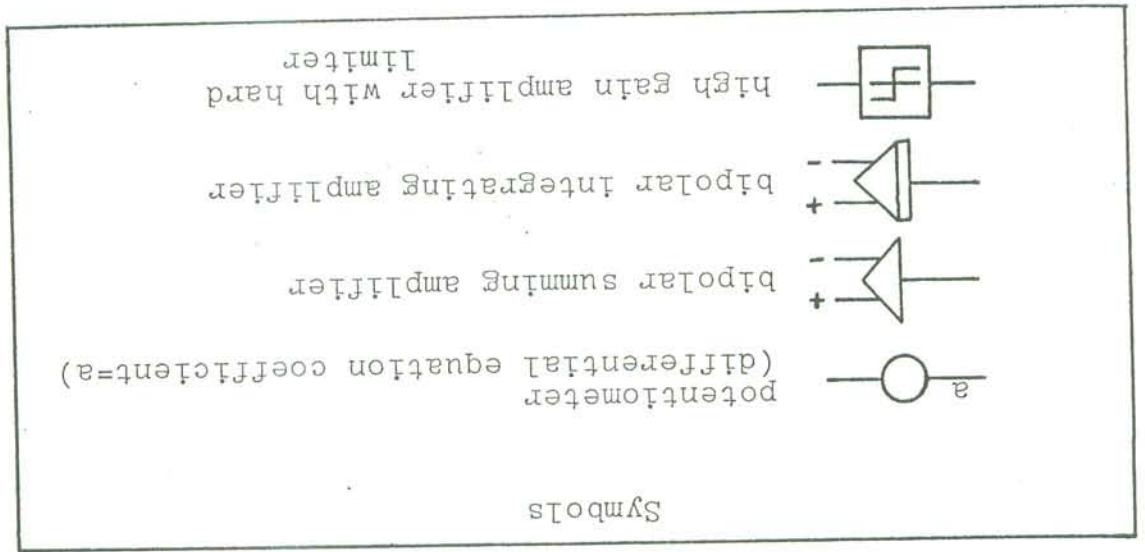 Symbols
a
potentiometer
(differential equation coefficient=a)
+
-
bipolar summing amplifier
+
-
bipolar integrating amplifier
high gain amplifier with hard
limiter